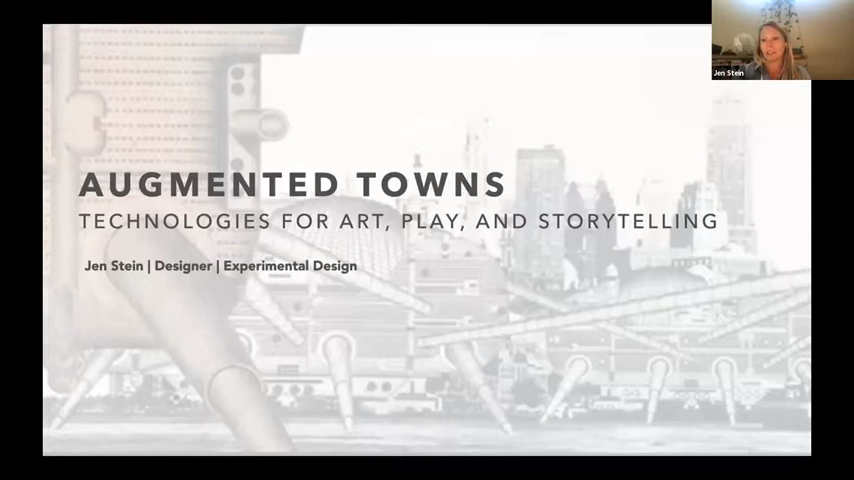 Jen Stein
AUGMENTED TOWNS
TECHNOLOGIES FOR ART, PLAY, AND STORYTELLING
Jen Stein | Designer | Experimental Design